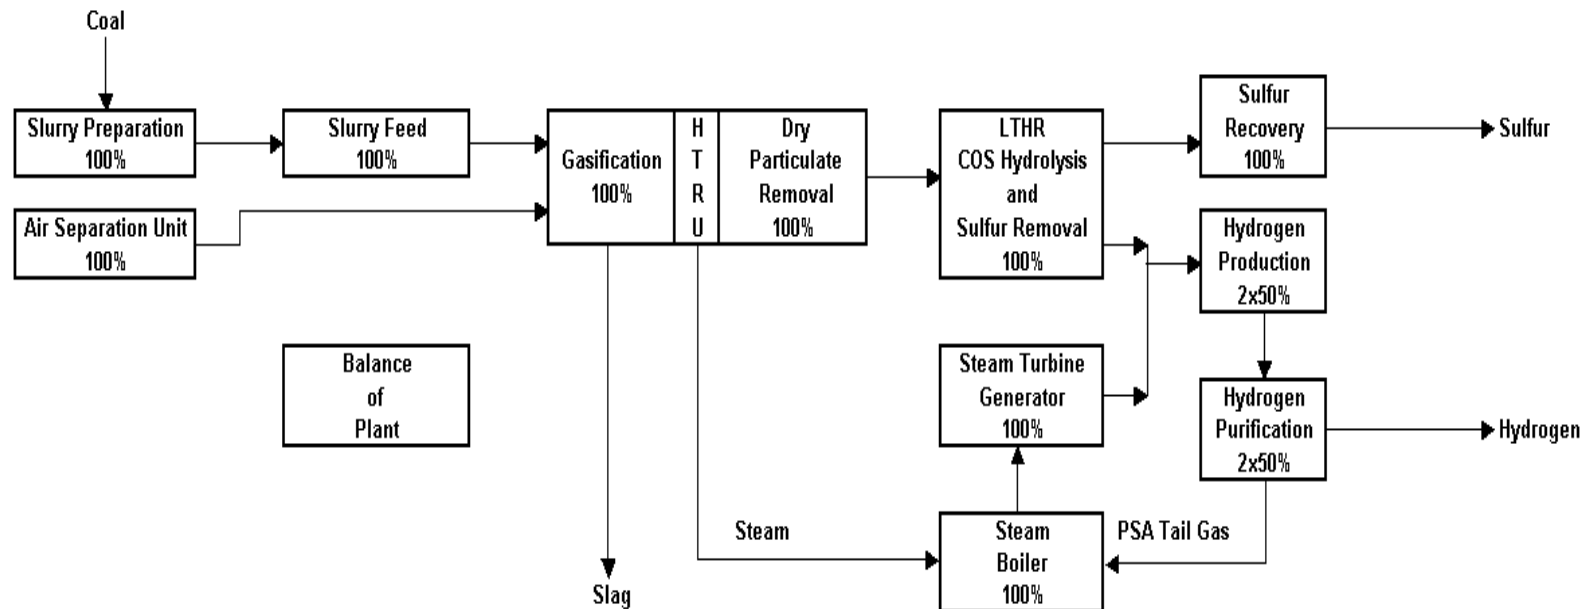 Coal
Slurry Preparation
100%
Slurry Feed
100%
Air Separation Unit
100%
Gasification
100%
H
T
R
U
Dry
Particulate
Removal
100%
LTHR
COS Hydrolysis
and
Sulfur Removal
100%
Sulfur
Recovery
100%
Sulfur
Hydrogen
Production
2x50%
Balance
of
Plant
Steam Turbine
Generator
100%
Hydrogen
Purification
2x50%
Hydrogen
Steam
Steam
Boiler
100%
PSA Tail Gas
Slag